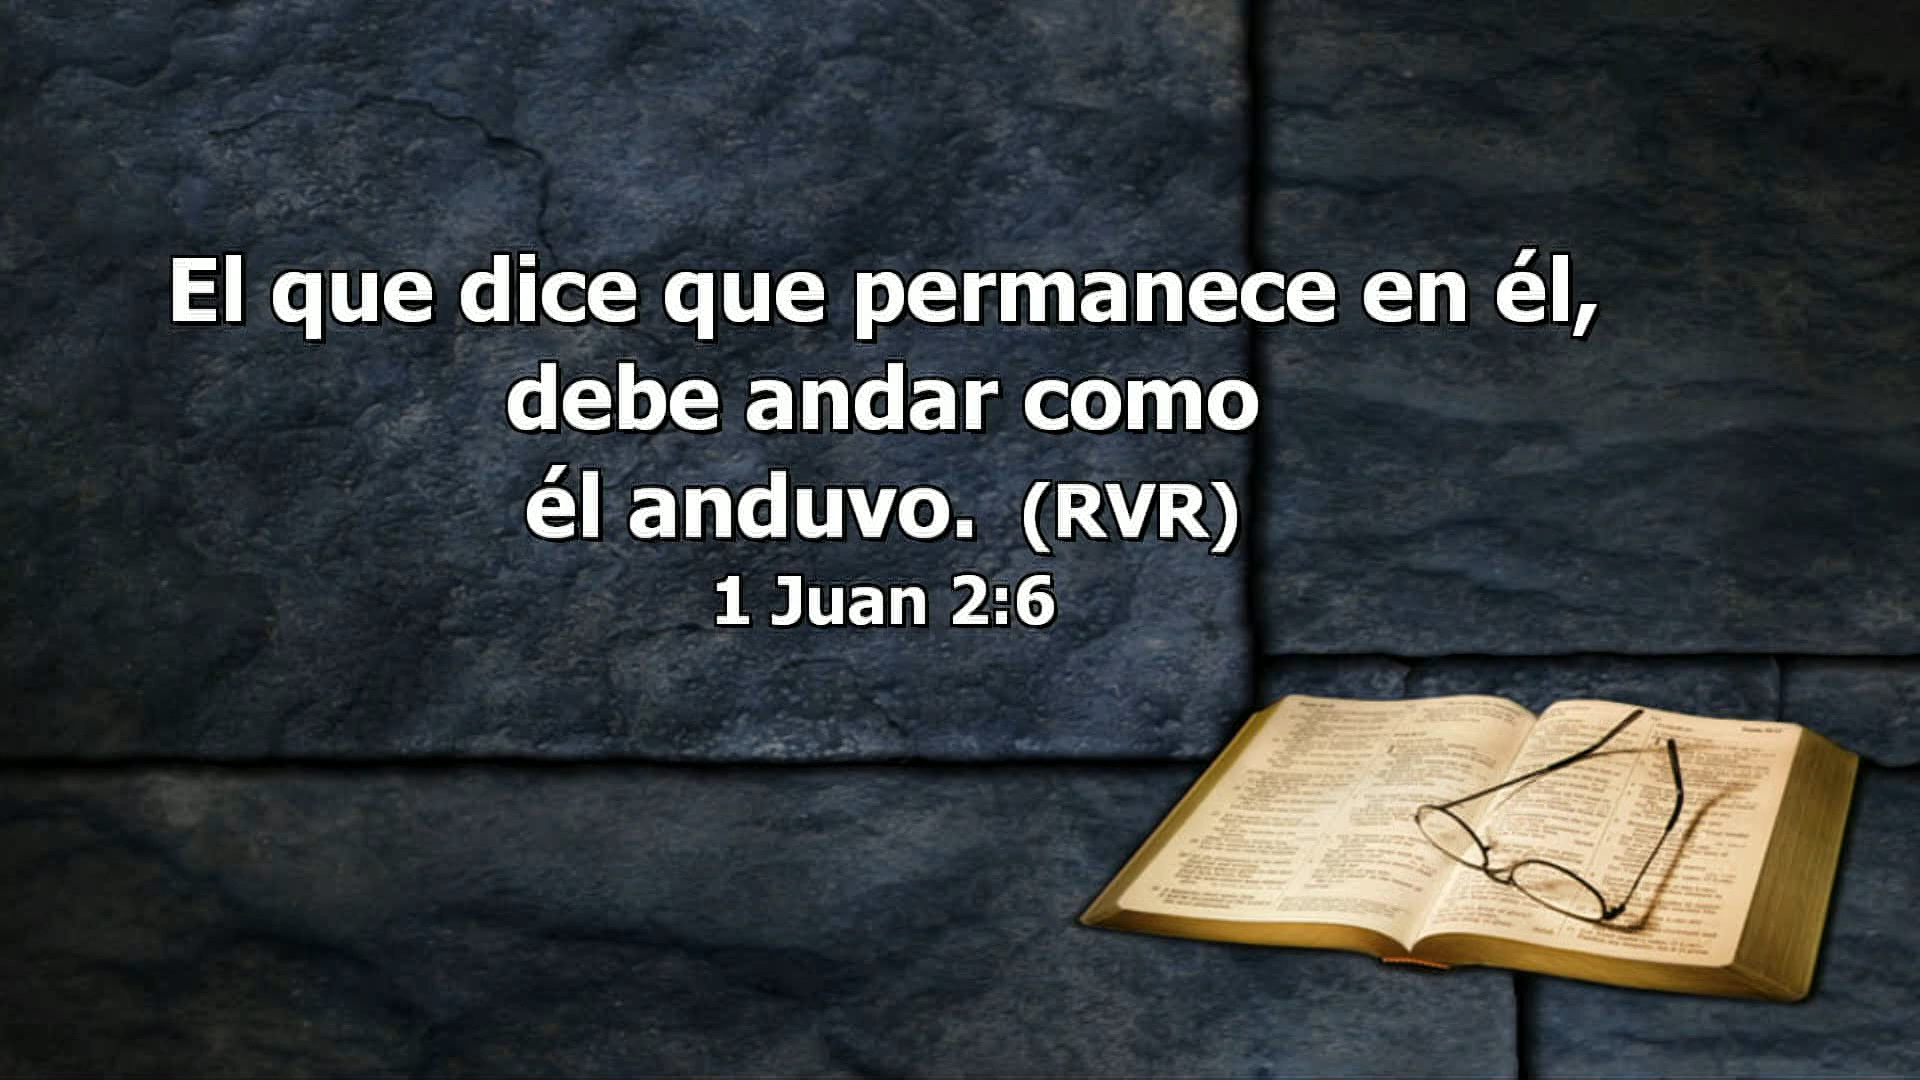 El que dice que permanece en él,
debe andar como
él anduvo. (RVR)
1 Juan 2:6